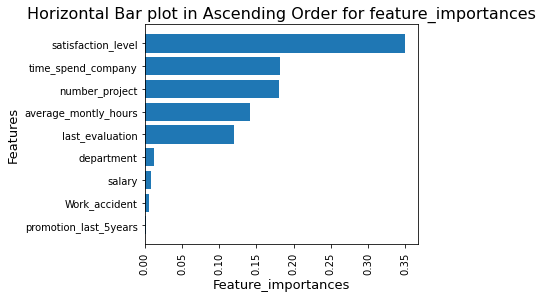 Horizontal Bar plot in Ascending Order for feature_importances
satisfaction_level
time_spend_company
number_project
average_montly_hours
last_evaluation
department
salary
Work_accident
promotion_last_5years
Features
0.00
0.05
0.10
0.15
0.20
0.25
0.30
0.35
Feature_importances